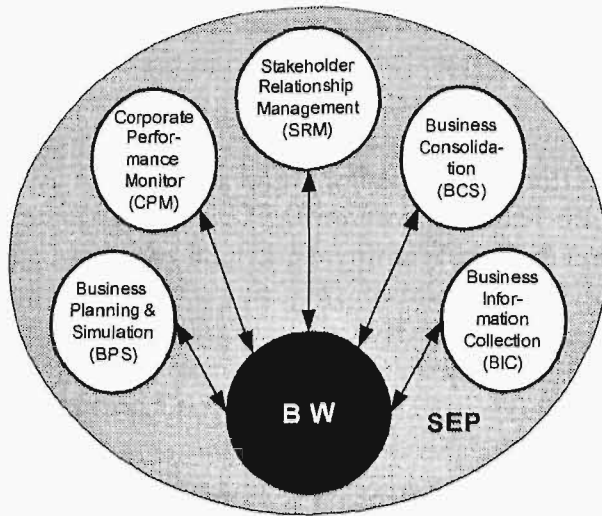 Stakeholder
Relationship
Management
(SRM)
Corporate
Perfor-
mance
Monitor
(CPM)
Business
Consolida-
tion
(BCS)
Business
Planning &
Simulation
(BPS)
Business
Infor-
mation
Collection
(BIC)
BW
SEP